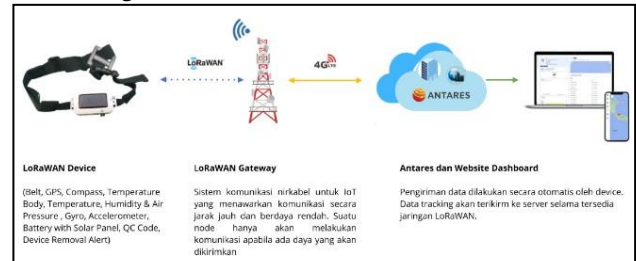 LoRaWAN
4G LTE
ANTARES
LoRaWAN Device
(Belt, GPS, Compass, Temperature
Body, Temperature, Humidity & Air
Pressure , Gyro, Accelerometer,
Battery with Solar Panel, QC Code,
Device Removal Alert)
LoRaWAN Gateway
Sistem komunikasi nirkabel untuk IoT
yang menawarkan komunikasi secara
jarak jauh dan berdaya rendah. Suatu
node hanya akan melakukan
komunikasi apabila ada daya yang akan
dikirimkan
Antares dan Website Dashboard
Pengiriman data dilakukan secara otomatis oleh device.
Data tracking akan terkirim ke server selama tersedia
jaringan LoRaWAN.